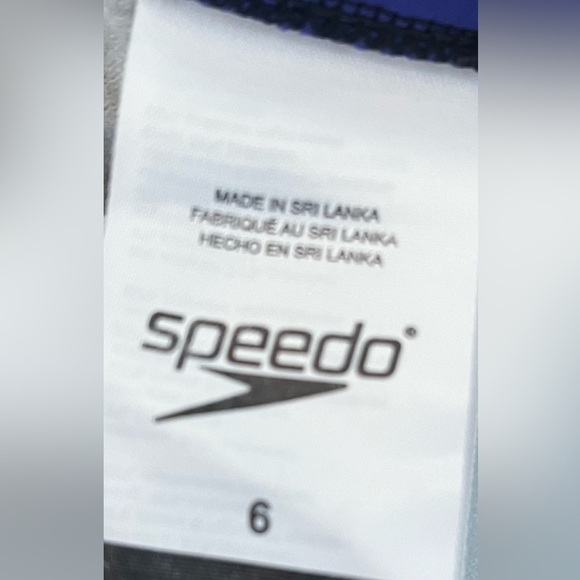 MADE IN SRI LANKA
FABRIQUÉ AU SRI LANKA
HECHO EN SRI LANKA
speedo®
6